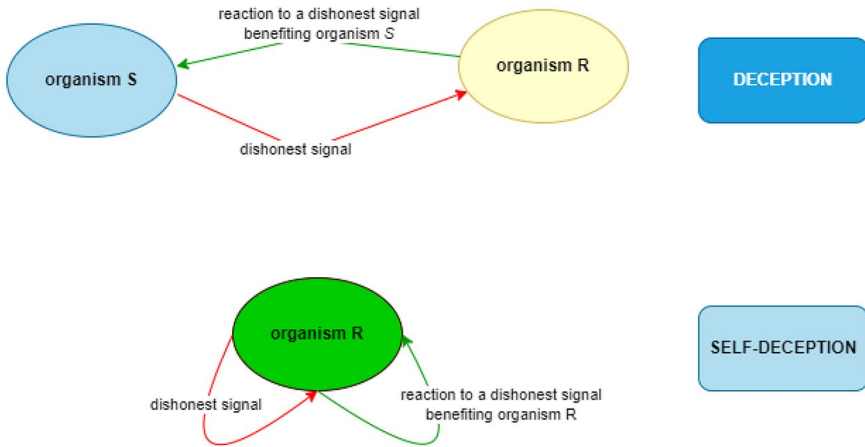 reaction to a dishonest signal
benefiting organism S
organism S
organism R
DECEPTION
dishonest signal
organism R
SELF-DECEPTION
dishonest signal
reaction to a dishonest signal
benefiting organism R